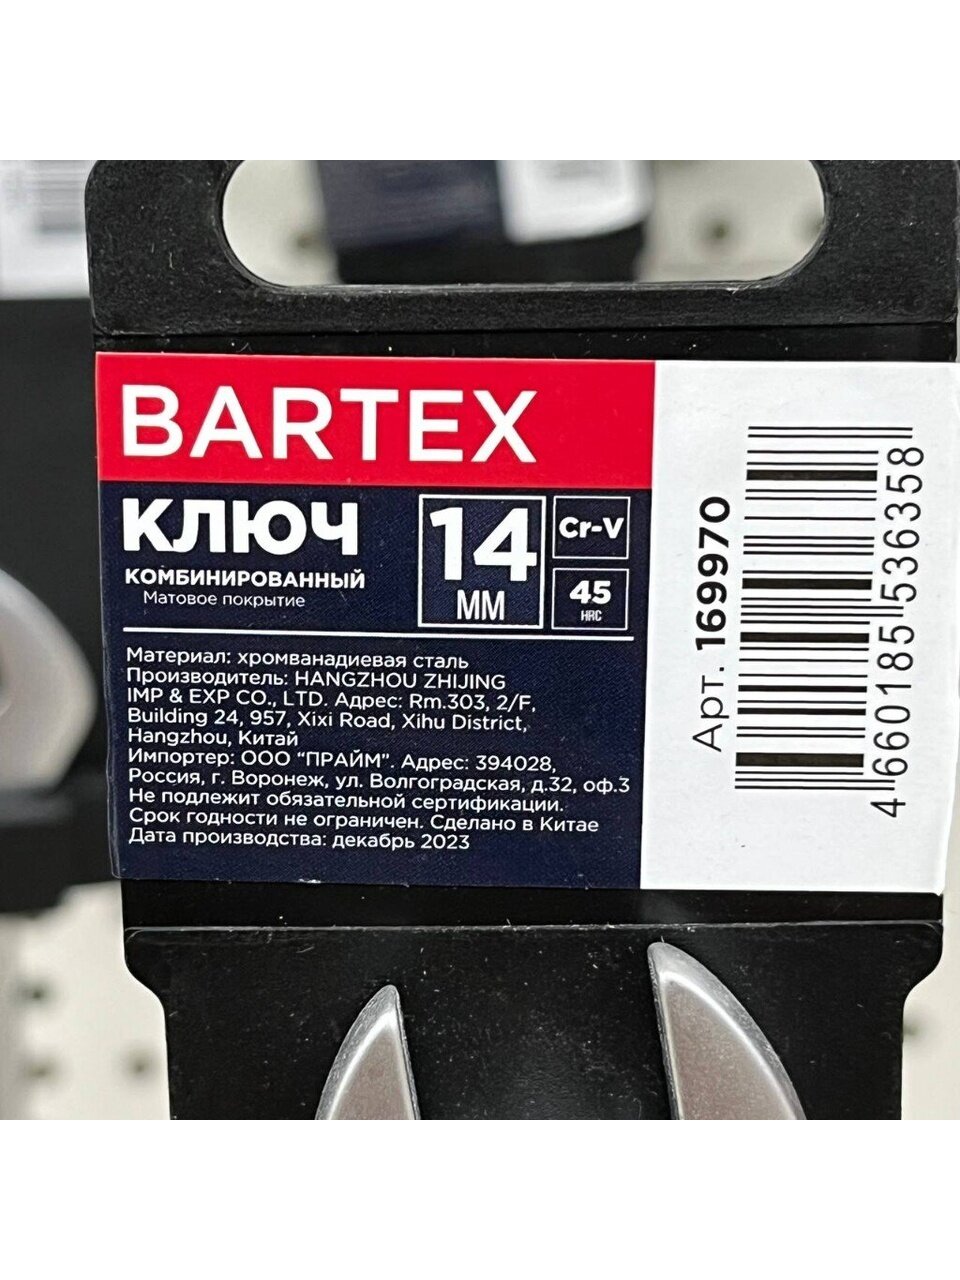 BARTEX
КЛЮЧ
КОМБИНИРОВАННЫЙ
Матовое покрытие
14
ММ
Cr-V
45
HRC
Материал: хромванадиевая сталь
Производитель: HANGZHOU ZHIJING
IMP & EXP CO., LTD. Адрес: Rm.303, 2/F,
Building 24, 957, Xixi Road, Xihu District,
Hangzhou, Китай
Импортер: ООО "ПРАЙМ". Адрес: 394028,
Россия, г. Воронеж, ул. Волгоградская, д.32, оф.3
Не подлежит обязательной сертификации.
Срок годности не ограничен. Сделано в Китае
Дата производства: декабрь 2023
Арт. 169970
4 660185 536358